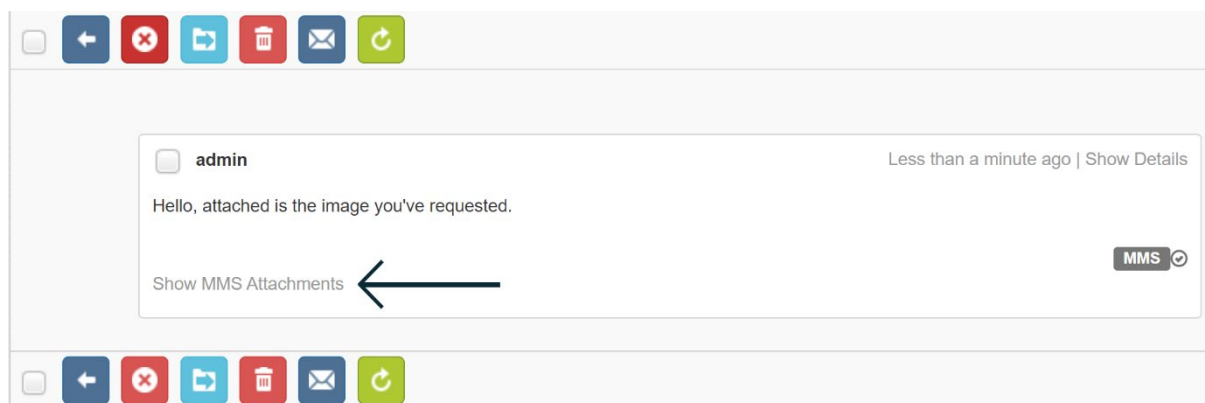 admin
Less than a minute ago | Show Details
Hello, attached is the image you've requested.
MMS
Show MMS Attachments